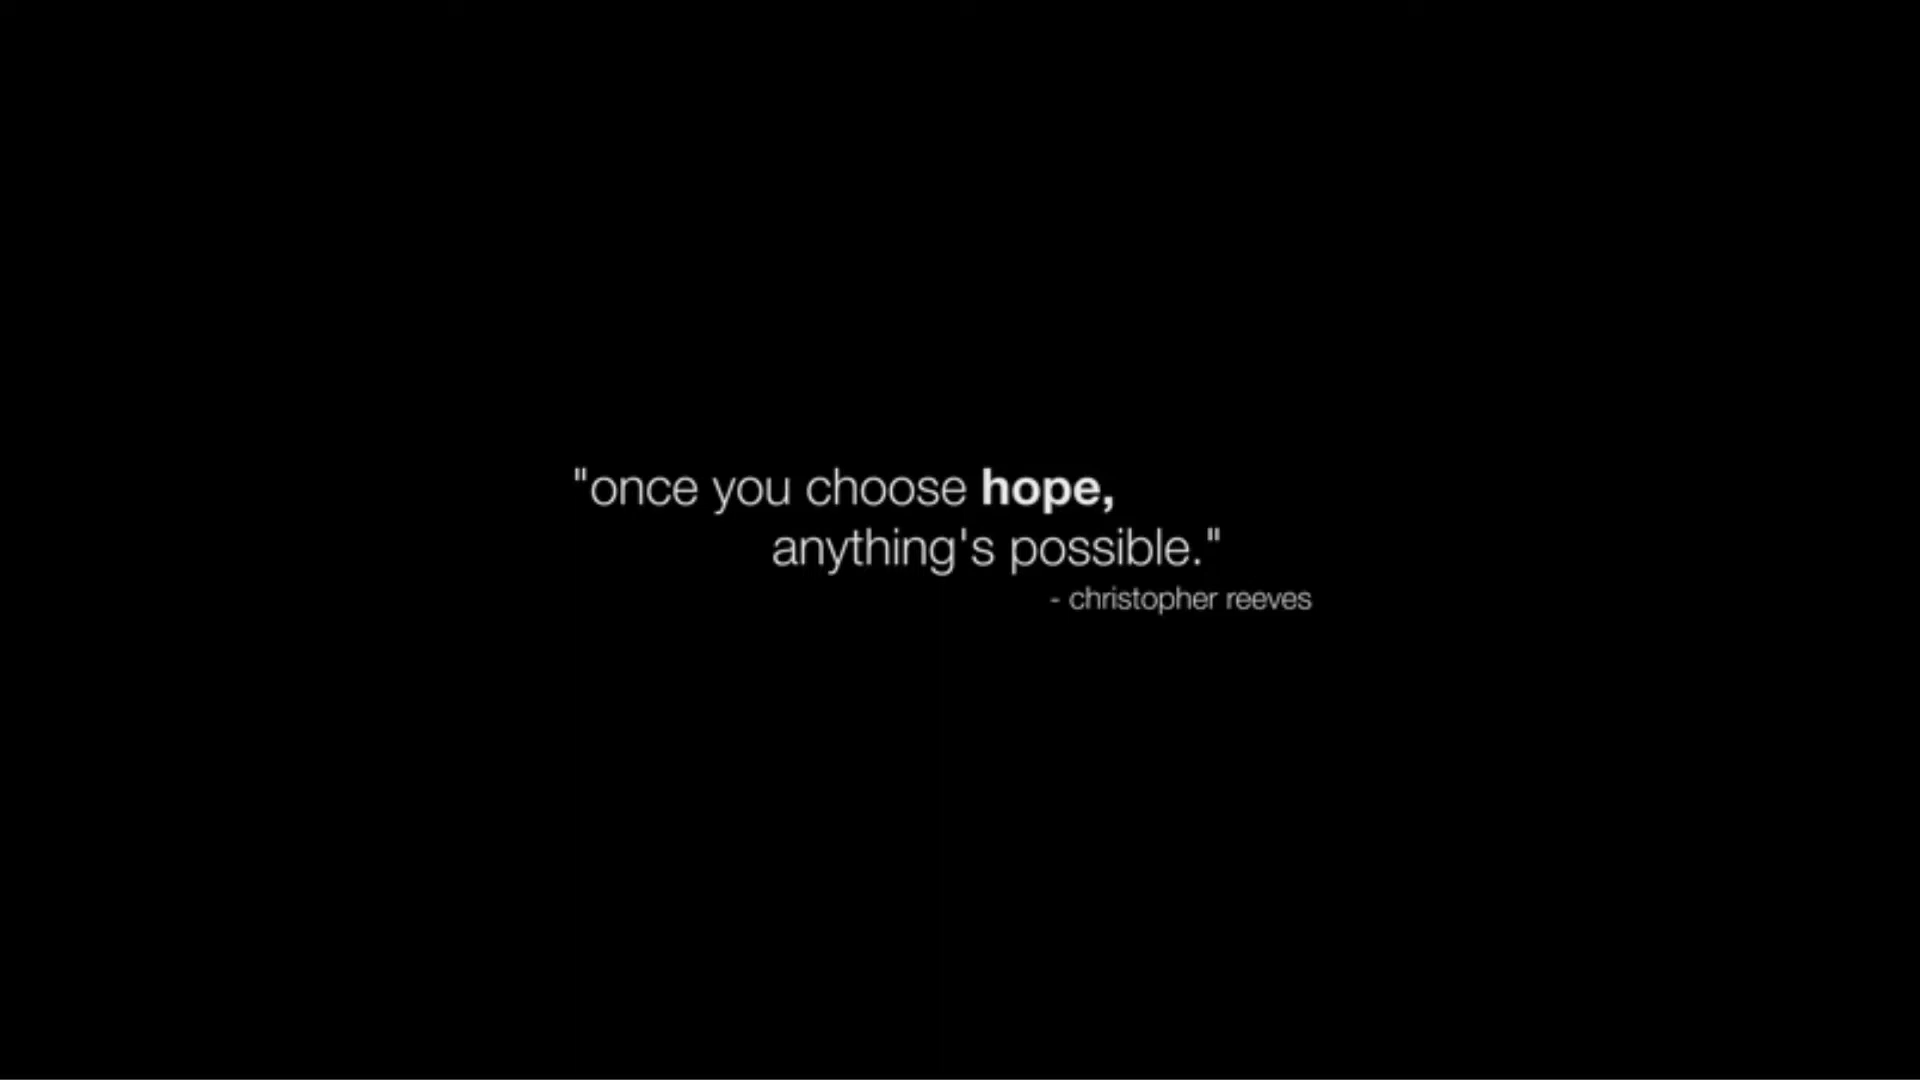 "once you choose hope,
anything's possible."
- christopher reeves